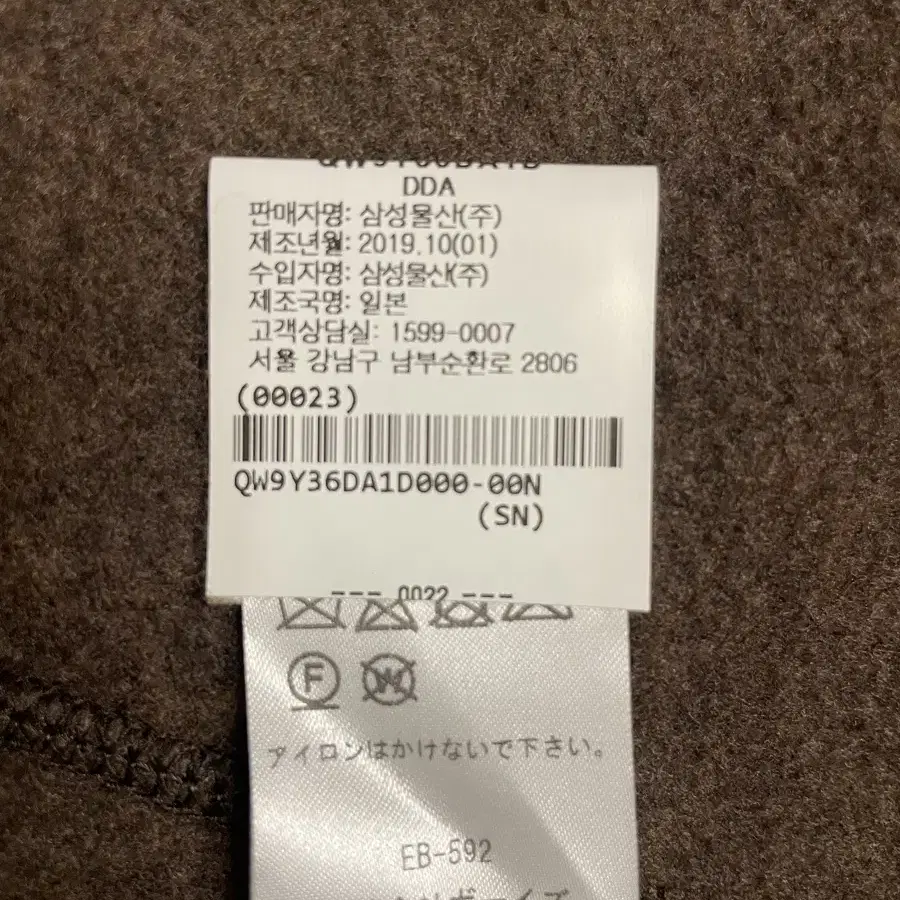 DDA
판매자명: 삼성물산(주)
제조년월: 2019.10(01)
수입자명: 삼성물산(주)
제조국명: 일본
고객상담실: 1599-0007
서울 강남구 남부순환로 2806
(00023)
QW9Y36DA1D000-00N
(SN)
--- 0022 ---
F
W
アイロンはかけないで下さい。
EB-592